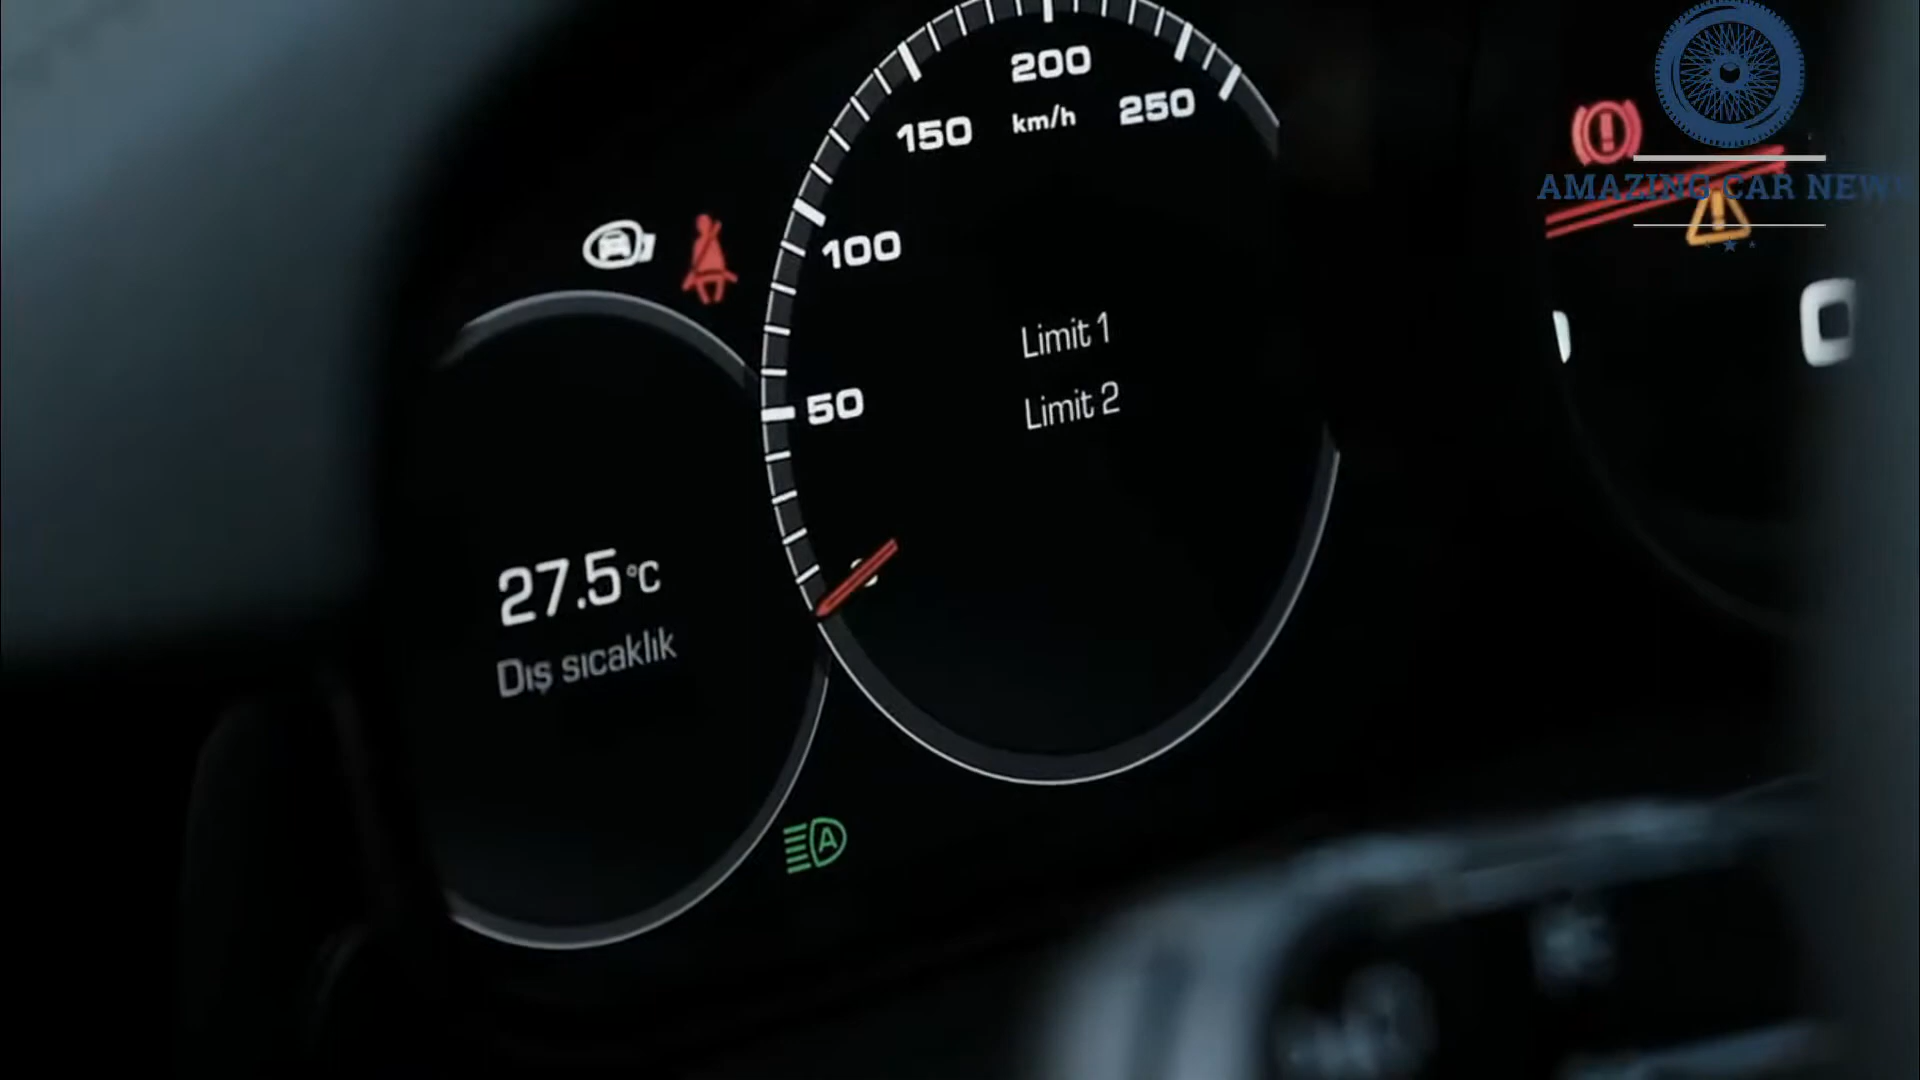 200
km/h
150
250
100
50
Limit 1
Limit 2
27.5°C
Dış sıcaklık
A
AMAZING CAR NEWS